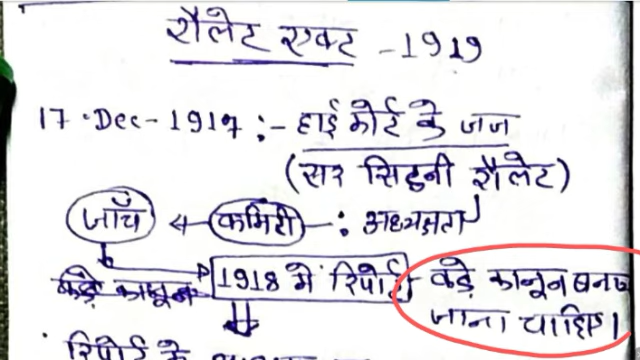 रौलेट एक्ट - 1919
17 Dec - 1917 :- हाई कोर्ट के जज
(सर सिडनी रौलेट)
जाँच ← कमिटी - : अध्यक्षता
कड़े कानून 1918 में रिपोर्ट कड़े कानून बनाया
जाना चाहिए।
रिपोर्ट के